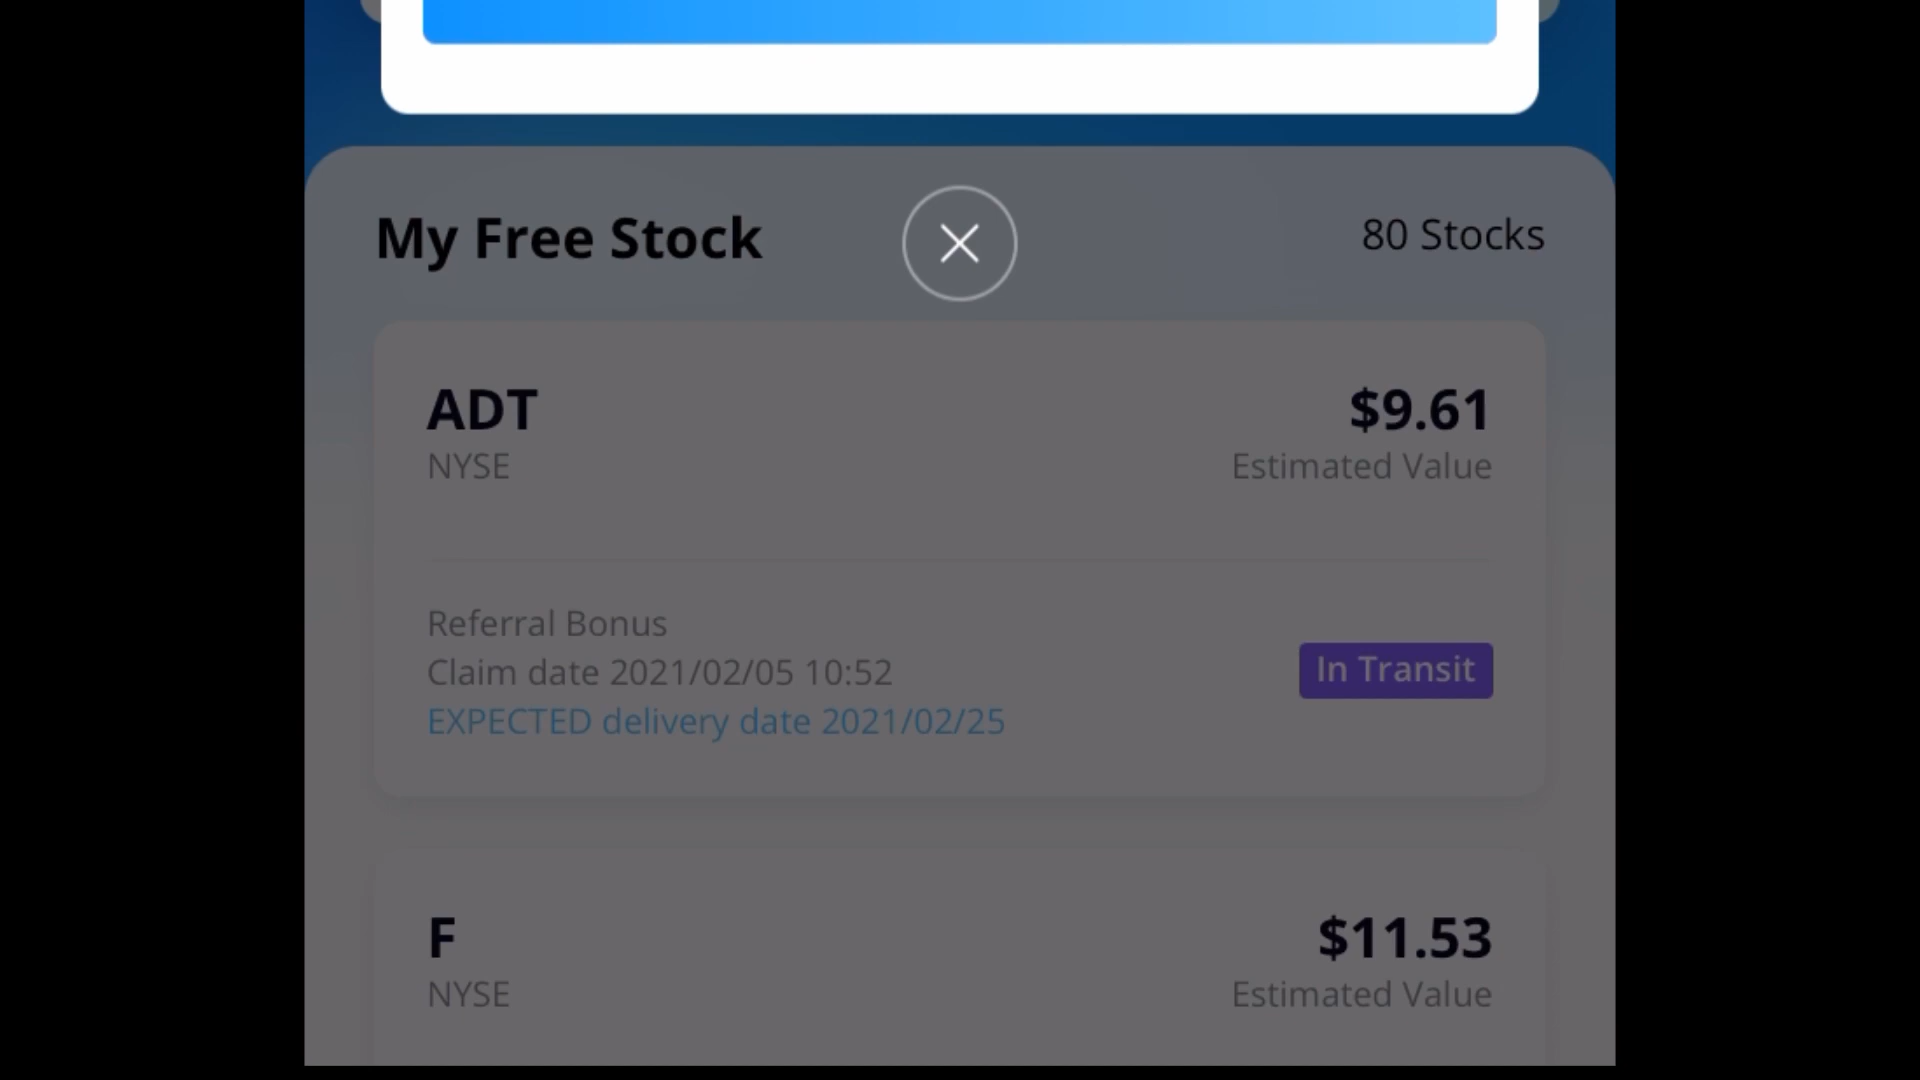 My Free Stock
80 Stocks
ADT
$9.61
NYSE
Estimated Value
Referral Bonus
Claim date 2021/02/05 10:52
In Transit
EXPECTED delivery date 2021/02/25
F
$11.53
NYSE
Estimated Value